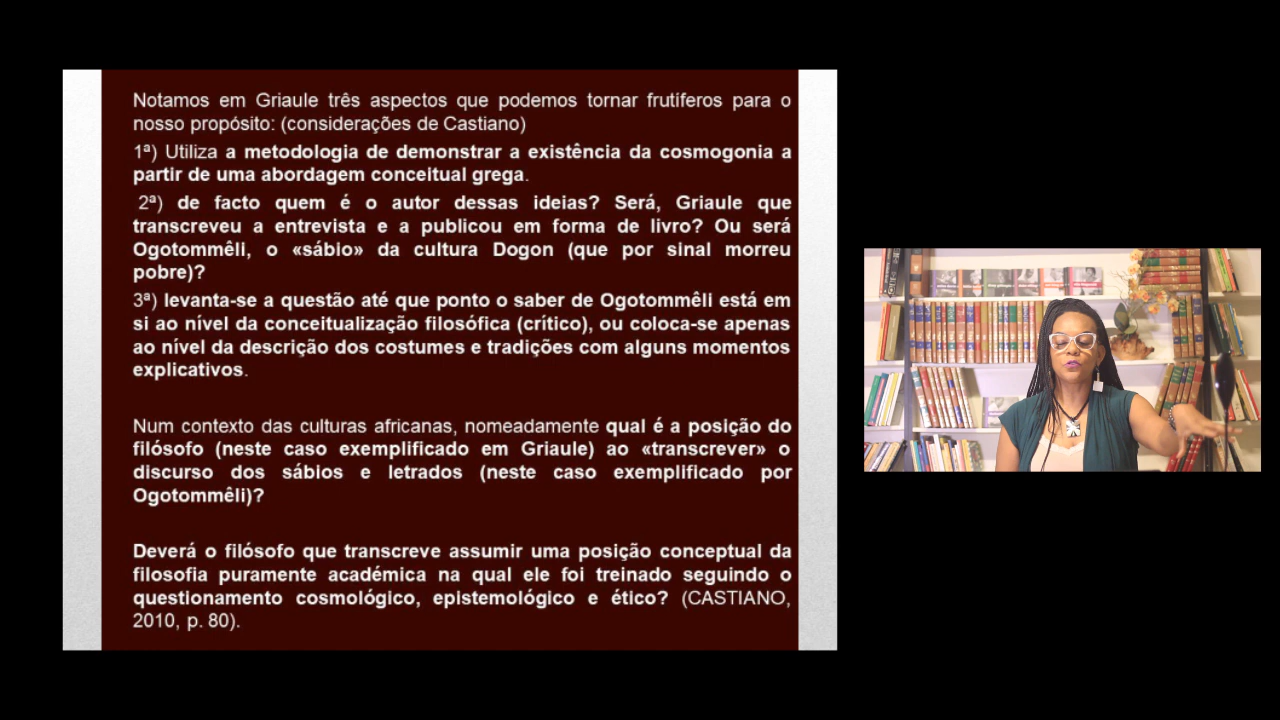 Notamos em Griaule três aspectos que podemos tornar frutíferos para o
nosso propósito: (considerações de Castiano)
1ª) Utiliza a metodologia de demonstrar a existência da cosmogonia a
partir de uma abordagem conceitual grega.
2ª) de facto quem é o autor dessas ideias? Será, Griaule que
transcreveu a entrevista e a publicou em forma de livro? Ou será
Ogotommêli, o «sábio» da cultura Dogon (que por sinal morreu
pobre)?
3ª) levanta-se a questão até que ponto o saber de Ogotommêli está em
si ao nível da conceitualização filosófica (crítico), ou coloca-se apenas
ao nível da descrição dos costumes e tradições com alguns momentos
explicativos.
Num contexto das culturas africanas, nomeadamente qual é a posição do
filósofo (neste caso exemplificado em Griaule) ao «transcrever» o
discurso dos sábios e letrados (neste caso exemplificado por
Ogotommêli)?
Deverá o filósofo que transcreve assumir uma posição conceptual da
filosofia puramente académica na qual ele foi treinado seguindo o
questionamento cosmológico, epistemológico e ético? (CASTIANO,
2010, p. 80).